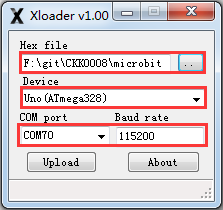 Xloader v1.00
Hex file
F:\git\CKK0008\microbit
..
Device
Uno(ATmega328)
COM port Baud rate
COM70 115200
Upload About